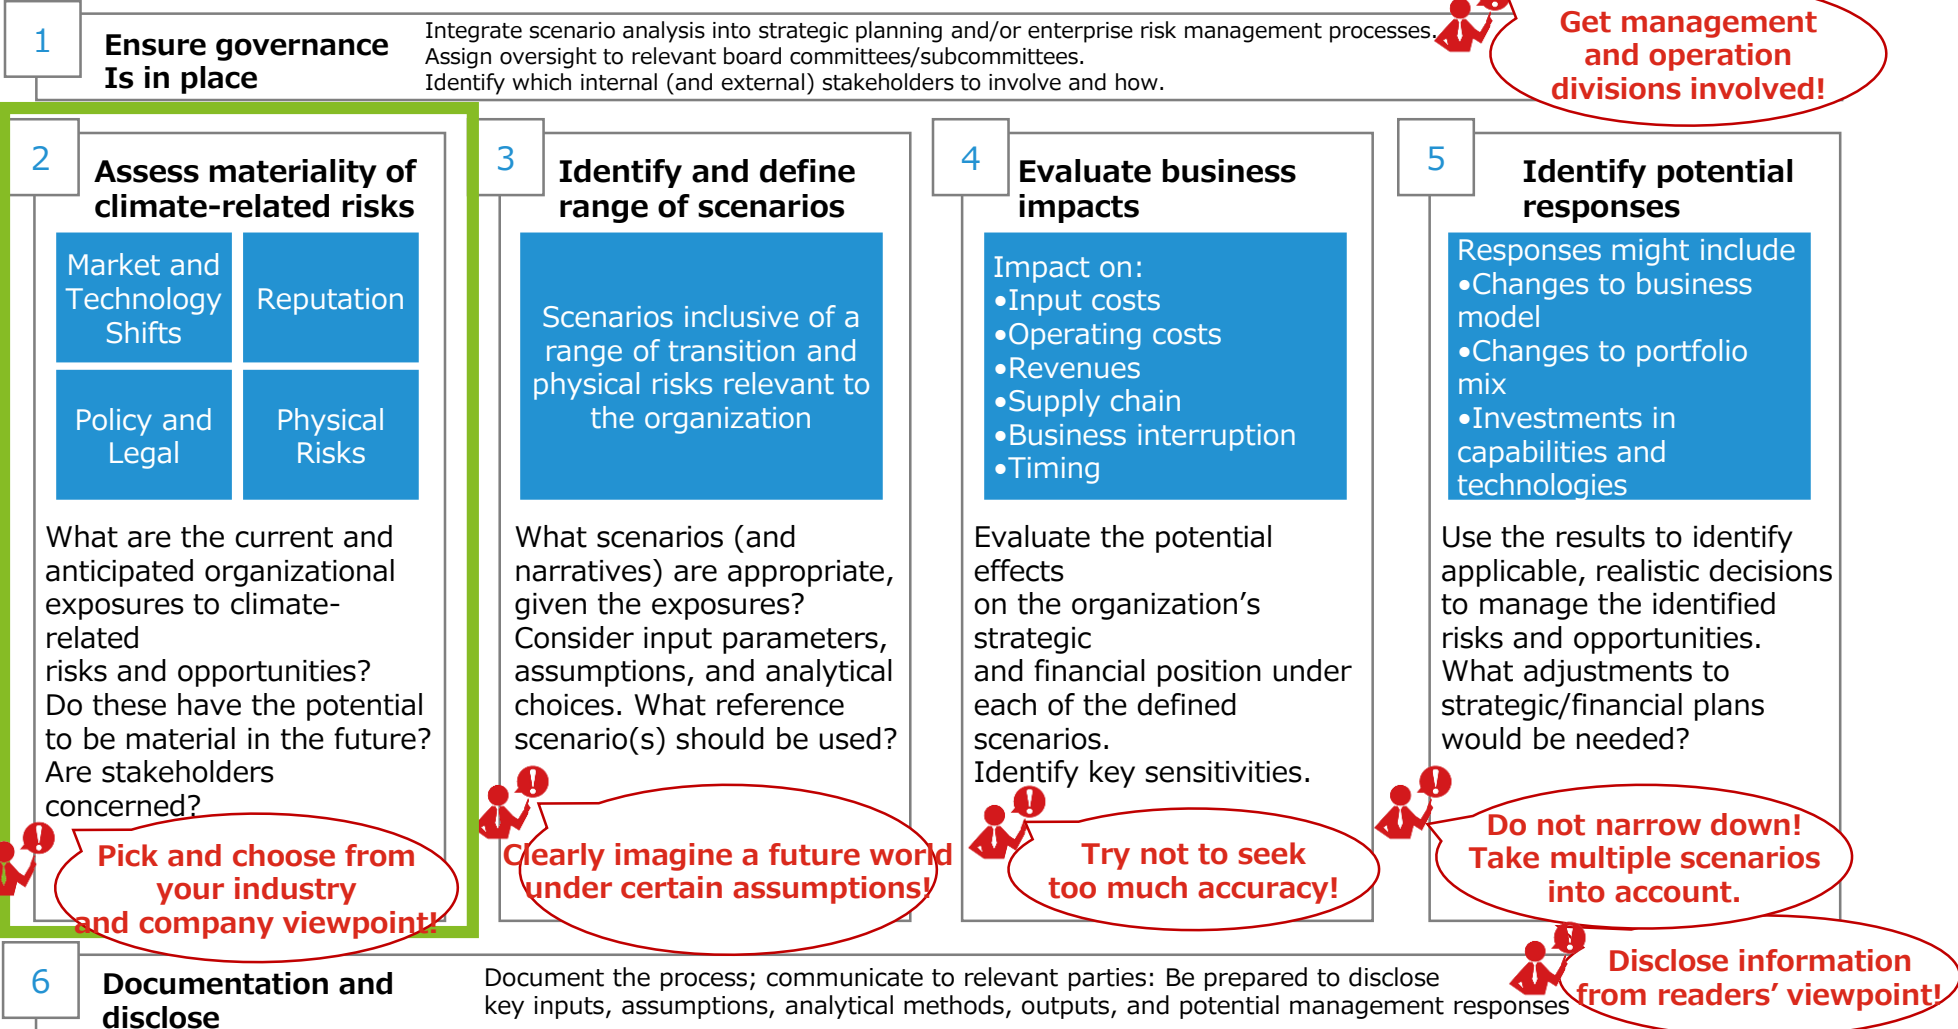 1
Ensure governance
Is in place
Integrate scenario analysis into strategic planning and/or enterprise risk management processes.
Assign oversight to relevant board committees/subcommittees.
Identify which internal (and external) stakeholders to involve and how.
Get management
and operation
divisions involved!
2
Assess materiality of
climate-related risks
Market and
Technology
Shifts
Reputation
Policy and
Legal
Physical
Risks
What are the current and
anticipated organizational
exposures to climate-
related
risks and opportunities?
Do these have the potential
to be material in the future?
Are stakeholders
concerned?
Pick and choose from
your industry
and company viewpoint!
3
Identify and define
range of scenarios
Scenarios inclusive of a
range of transition and
physical risks relevant to
the organization
What scenarios (and
narratives) are appropriate,
given the exposures?
Consider input parameters,
assumptions, and analytical
choices. What reference
scenario(s) should be used?
Clearly imagine a future world
under certain assumptions!
4
Evaluate business
impacts
Impact on:
•Input costs
•Operating costs
•Revenues
•Supply chain
•Business interruption
•Timing
Evaluate the potential
effects
on the organization’s
strategic
and financial position under
each of the defined
scenarios.
Identify key sensitivities.
Try not to seek
too much accuracy!
5
Identify potential
responses
Responses might include
•Changes to business
model
•Changes to portfolio
mix
•Investments in
capabilities and
technologies
Use the results to identify
applicable, realistic decisions
to manage the identified
risks and opportunities.
What adjustments to
strategic/financial plans
would be needed?
Do not narrow down!
Take multiple scenarios
into account.
6
Documentation and
disclose
Document the process; communicate to relevant parties: Be prepared to disclose
key inputs, assumptions, analytical methods, outputs, and potential management responses
Disclose information
from readers’ viewpoint!